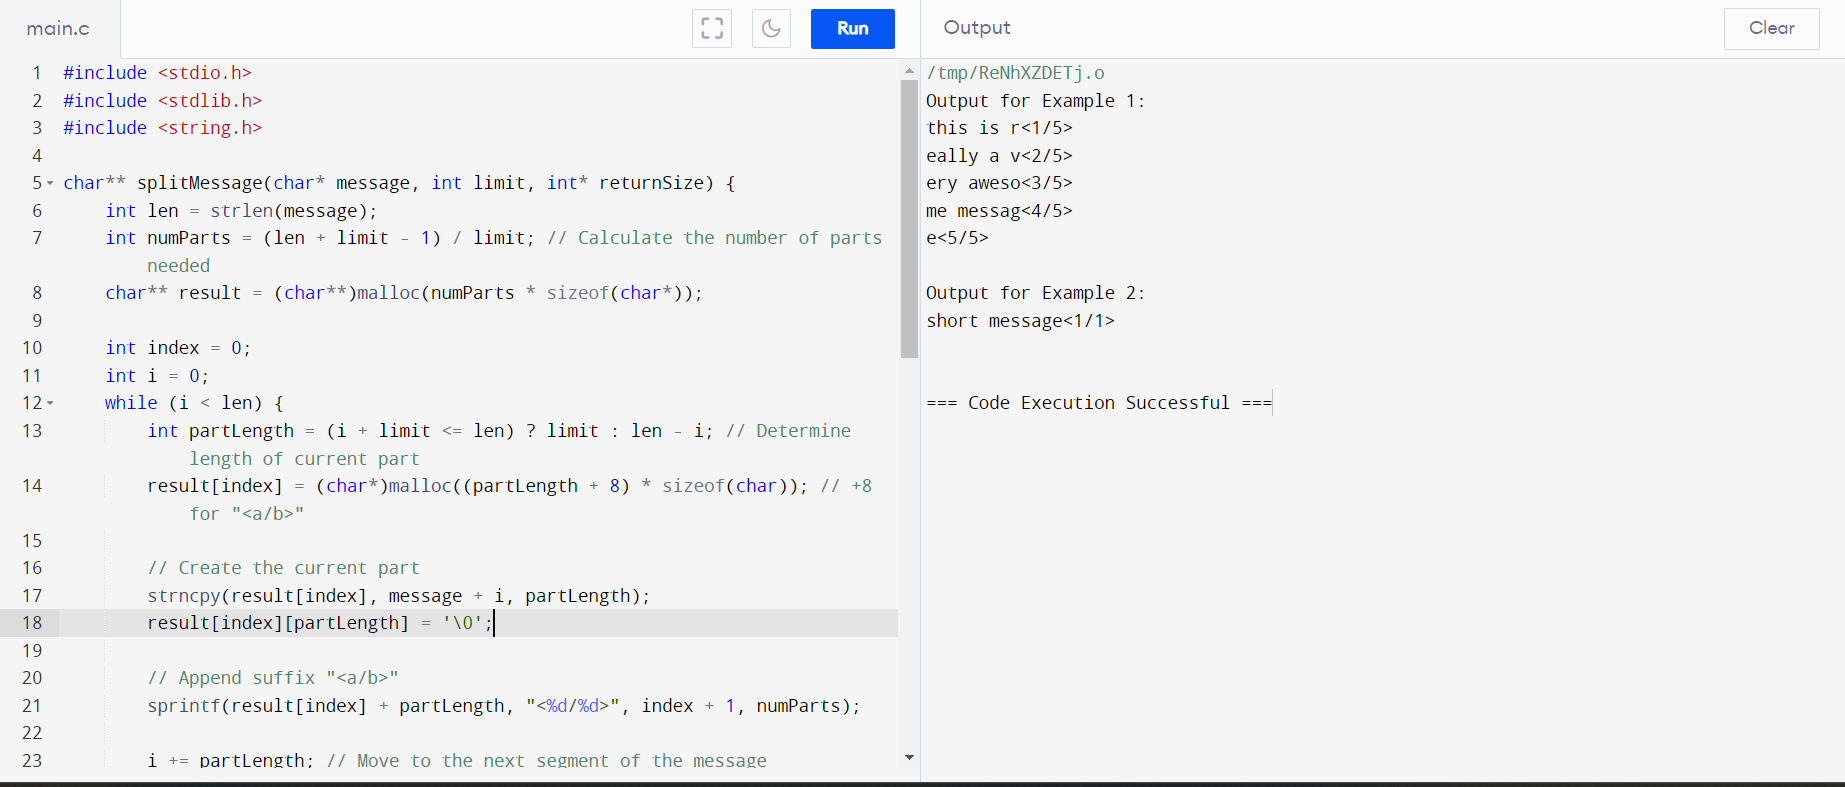 main.c
Run
1 #include <stdio.h>
2 #include <stdlib.h>
3 #include <string.h>
4
5 char** splitMessage(char* message, int limit, int* returnSize) {
6 int len = strlen(message);
7 int numParts = (len + limit - 1) / limit; // Calculate the number of parts
needed
8 char** result = (char**)malloc(numParts * sizeof(char*));
9
10 int index = 0;
11 int i = 0;
12 while (i < len) {
13 int partLength = (i + limit <= len) ? limit : len - i; // Determine
length of current part
14 result[index] = (char*)malloc((partLength + 8) * sizeof(char)); // +8
for "<a/b>"
15
16 // Create the current part
17 strncpy(result[index], message + i, partLength);
18 result[index][partLength] = '\0';
19
20 // Append suffix "<a/b>"
21 sprintf(result[index] + partLength, "<%d/%d>", index + 1, numParts);
22
23 i += partLength; // Move to the next segment of the message
Output
Clear
/tmp/ReNhXZDETj.o
Output for Example 1:
this is r<1/5>
eally a v<2/5>
ery aweso<3/5>
me messag<4/5>
e<5/5>
Output for Example 2:
short message<1/1>
=== Code Execution Successful ===